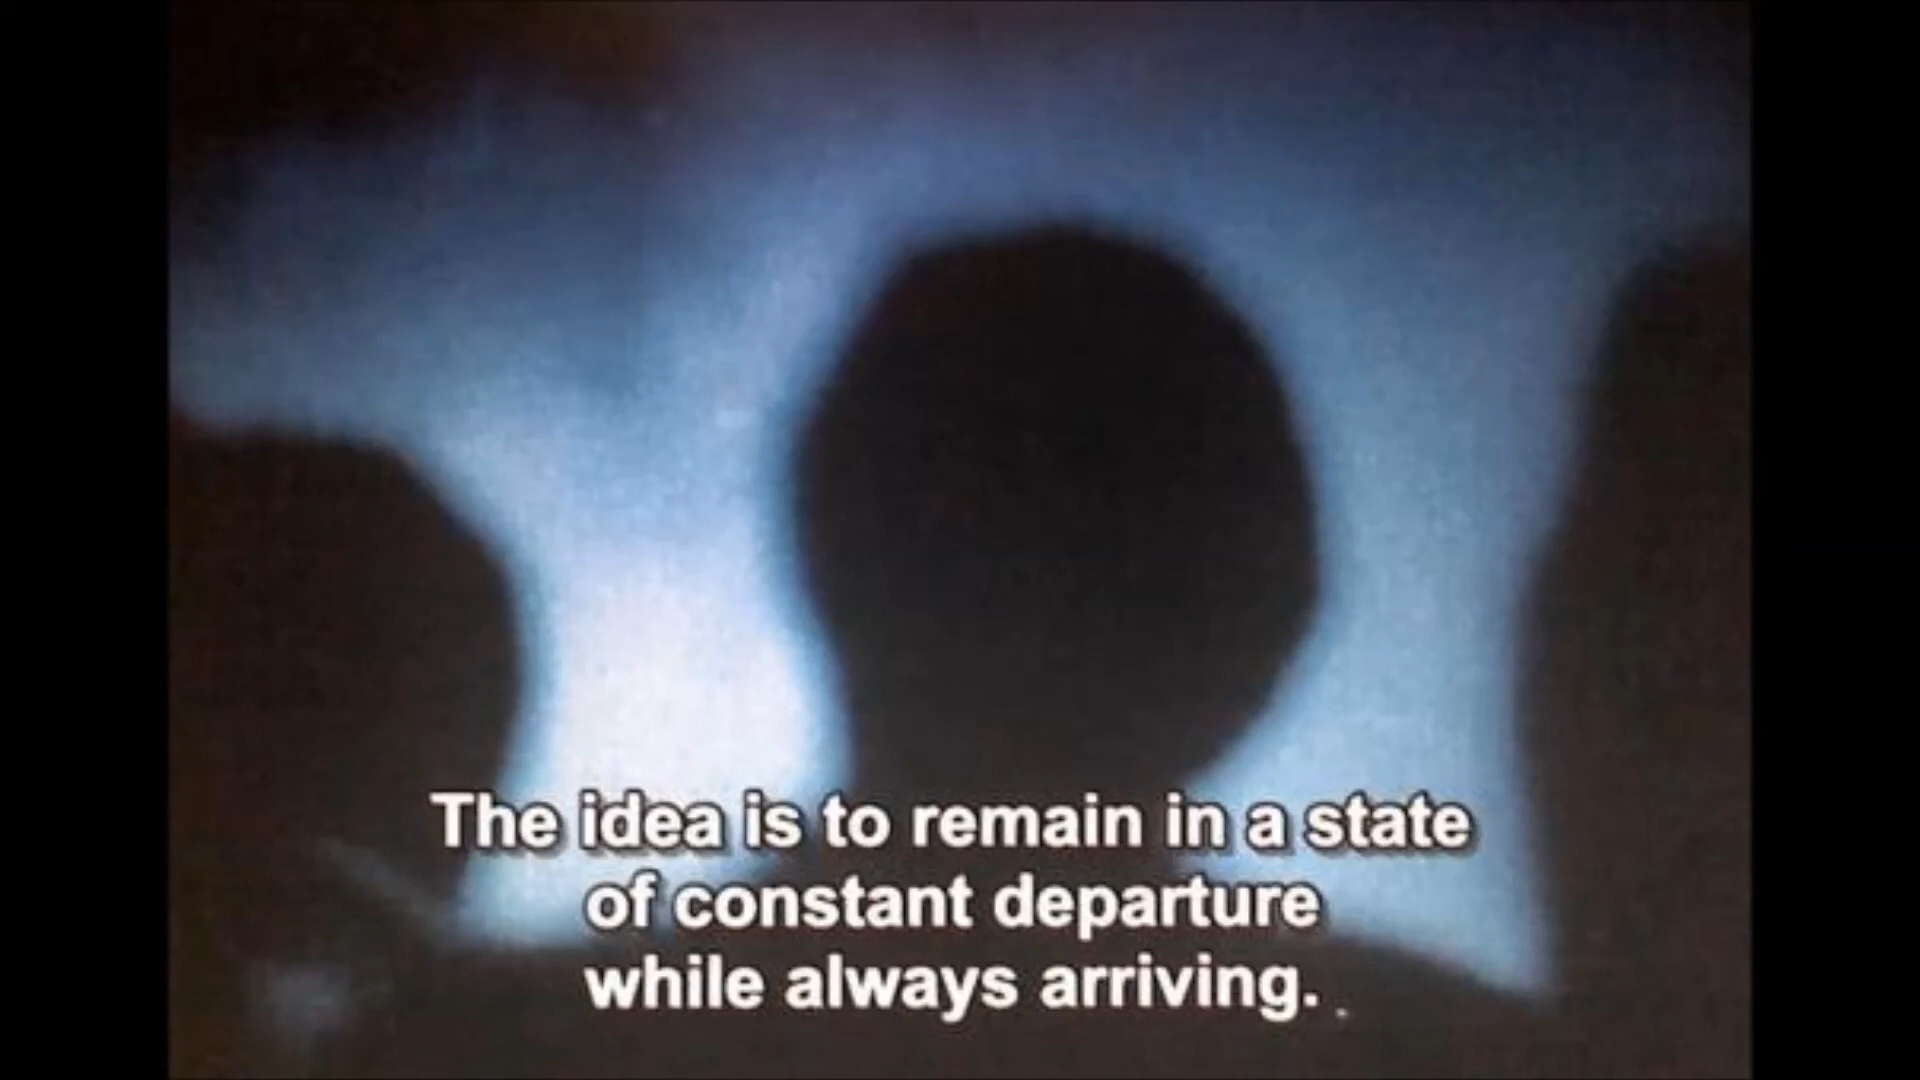 The idea is to remain in a state
of constant departure
while always arriving.